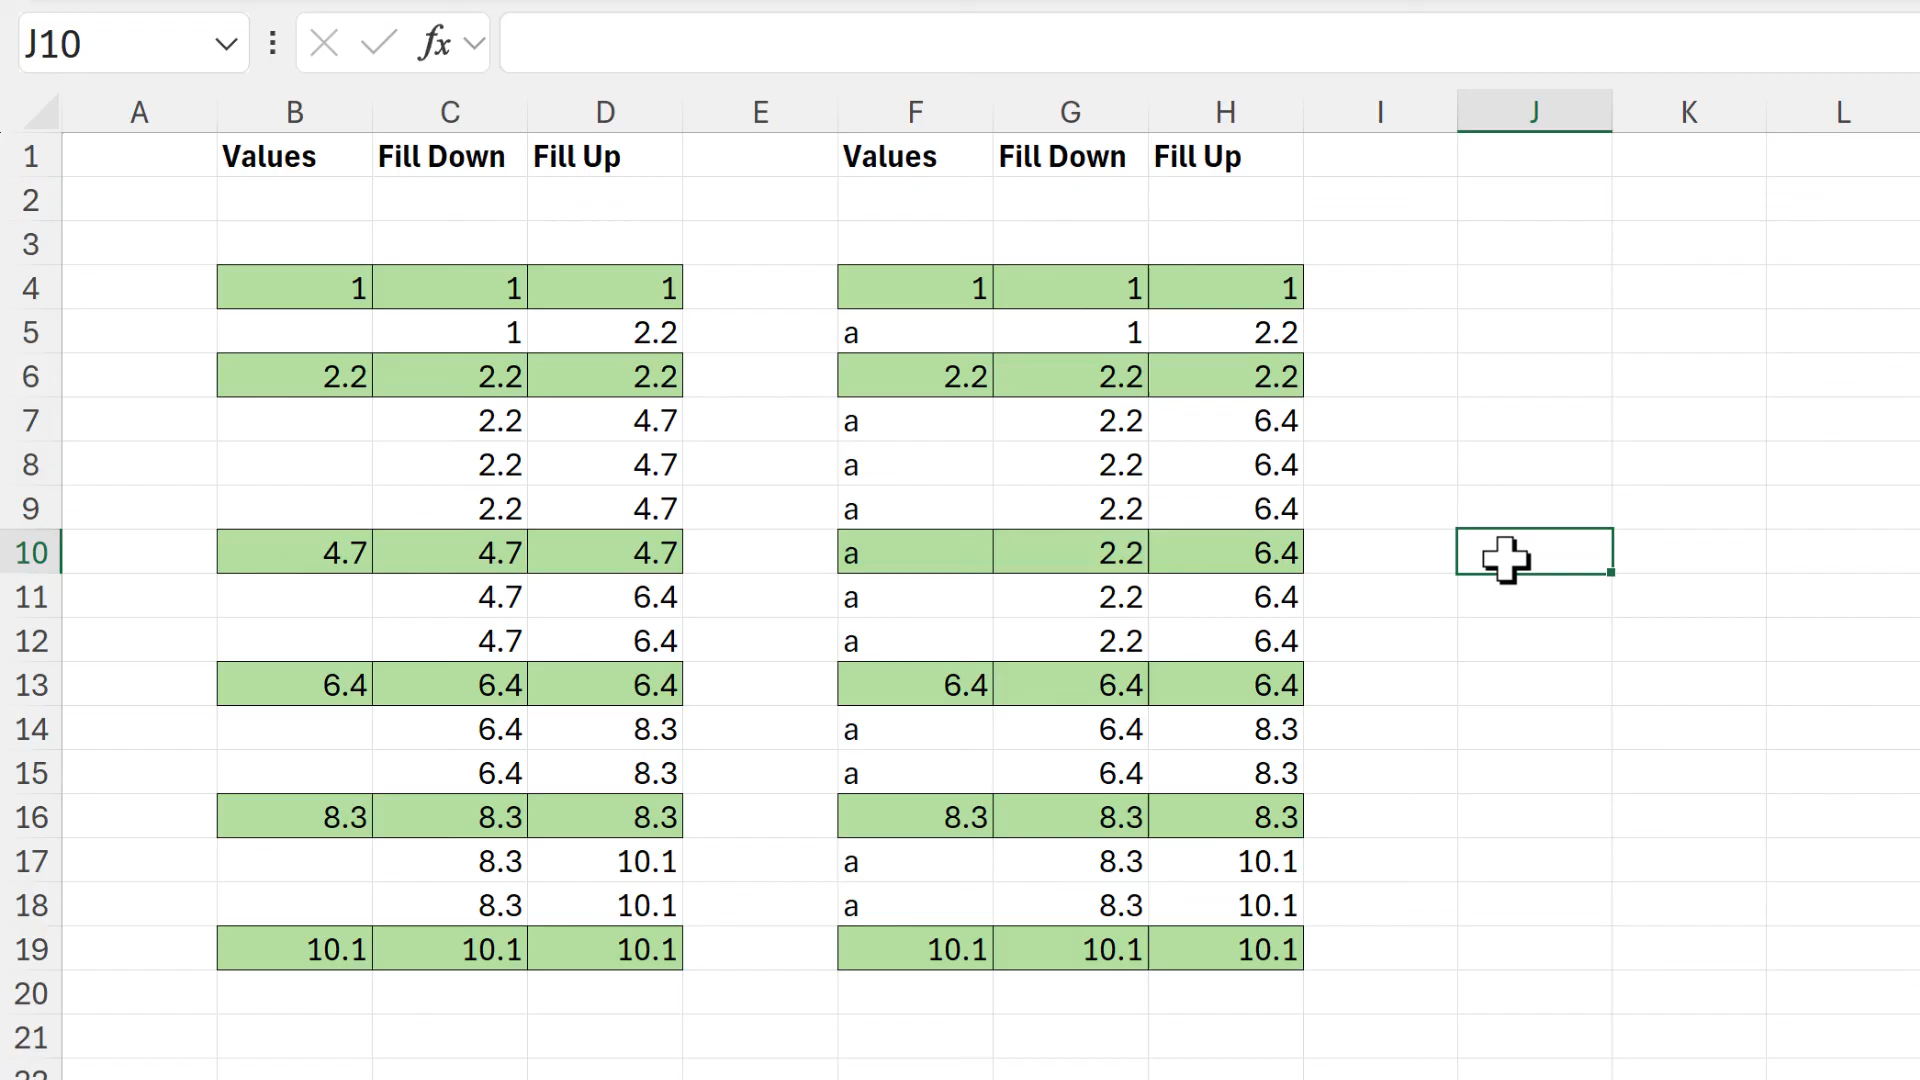 J10 fx
A B C D E F G H I J K L
1 Values Fill Down Fill Up Values Fill Down Fill Up
2
3
4 1 1 1 1 1 1
5 1 2.2 a 1 2.2
6 2.2 2.2 2.2 2.2 2.2 2.2
7 2.2 4.7 a 2.2 6.4
8 2.2 4.7 a 2.2 6.4
9 2.2 4.7 a 2.2 6.4
10 4.7 4.7 4.7 a 2.2 6.4
11 4.7 6.4 a 2.2 6.4
12 4.7 6.4 a 2.2 6.4
13 6.4 6.4 6.4 6.4 6.4 6.4
14 6.4 8.3 a 6.4 8.3
15 6.4 8.3 a 6.4 8.3
16 8.3 8.3 8.3 8.3 8.3 8.3
17 8.3 10.1 a 8.3 10.1
18 8.3 10.1 a 8.3 10.1
19 10.1 10.1 10.1 10.1 10.1 10.1
20
21
22